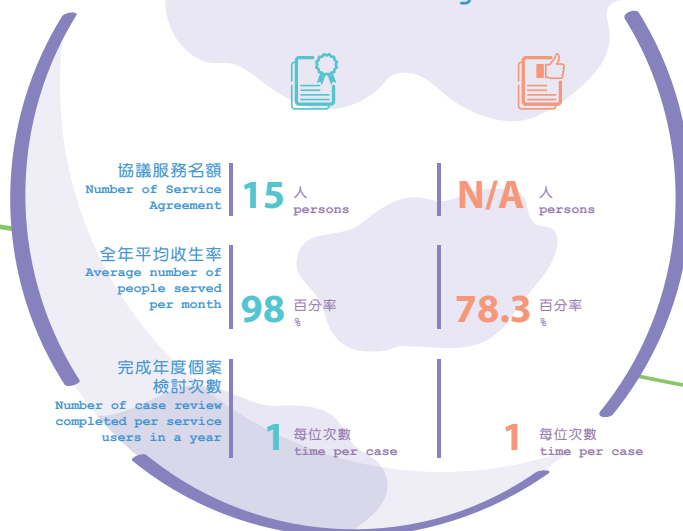 協議服務名額
Number of Service
Agreement
15 人
persons
N/A 人
persons
全年平均收生率
Average number of
people served
per month
98 百分率
%
78.3 百分率
%
完成年度個案
檢討次數
Number of case review
completed per service
users in a year
1 每位次數
time per case
1 每位次數
time per case